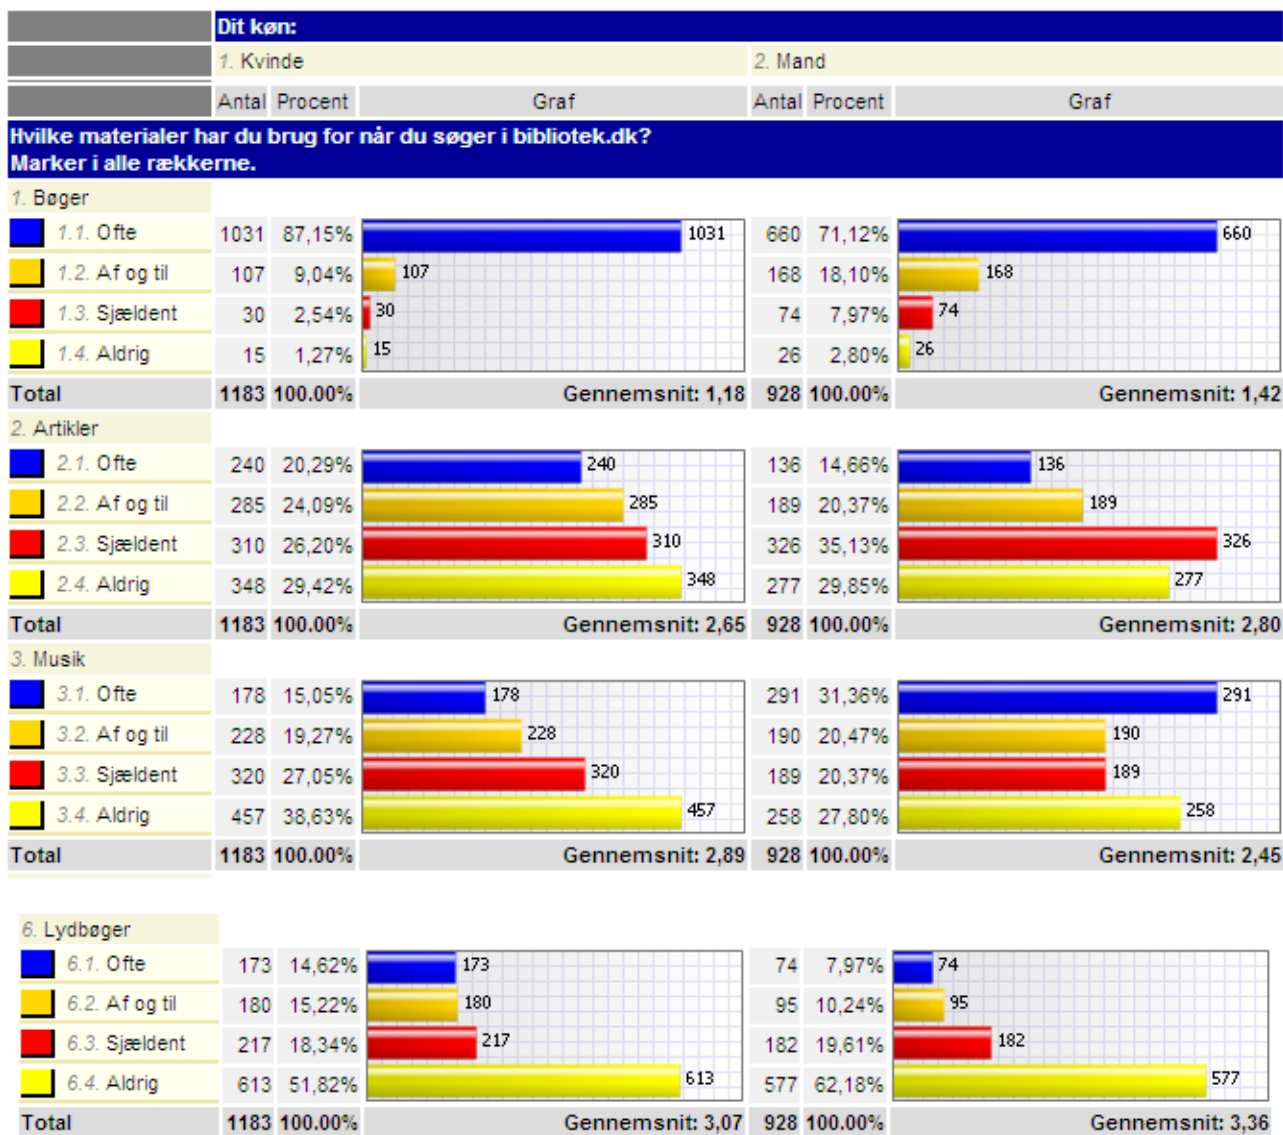 Dit køn:
1. Kvinde 2. Mand
Antal Procent Graf Antal Procent Graf
Hvilke materialer har du brug for når du søger i bibliotek.dk?
Marker i alle rækkerne.
1. Bøger
1.1. Ofte 1031 87,15% 1031 660 71,12% 660
1.2. Af og til 107 9,04% 107 168 18,10% 168
1.3. Sjældent 30 2,54% 30 74 7,97% 74
1.4. Aldrig 15 1,27% 15 26 2,80% 26
Total 1183 100.00% Gennemsnit: 1,18 928 100.00% Gennemsnit: 1,42
2. Artikler
2.1. Ofte 240 20,29% 240 136 14,66% 136
2.2. Af og til 285 24,09% 285 189 20,37% 189
2.3. Sjældent 310 26,20% 310 326 35,13% 326
2.4. Aldrig 348 29,42% 348 277 29,85% 277
Total 1183 100.00% Gennemsnit: 2,65 928 100.00% Gennemsnit: 2,80
3. Musik
3.1. Ofte 178 15,05% 178 291 31,36% 291
3.2. Af og til 228 19,27% 228 190 20,47% 190
3.3. Sjældent 320 27,05% 320 189 20,37% 189
3.4. Aldrig 457 38,63% 457 258 27,80% 258
Total 1183 100.00% Gennemsnit: 2,89 928 100.00% Gennemsnit: 2,45
6. Lydbøger
6.1. Ofte 173 14,62% 173 74 7,97% 74
6.2. Af og til 180 15,22% 180 95 10,24% 95
6.3. Sjældent 217 18,34% 217 182 19,61% 182
6.4. Aldrig 613 51,82% 613 577 62,18% 577
Total 1183 100.00% Gennemsnit: 3,07 928 100.00% Gennemsnit: 3,36